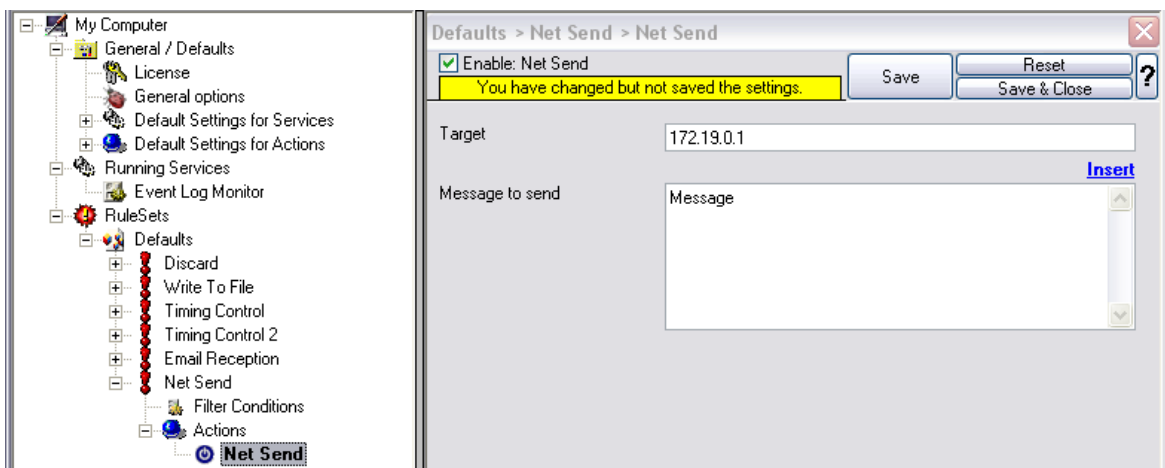 My Computer
General / Defaults
License
General options
Default Settings for Services
Default Settings for Actions
Running Services
Event Log Monitor
RuleSets
Defaults
Discard
Write To File
Timing Control
Timing Control 2
Email Reception
Net Send
Filter Conditions
Actions
Net Send
Defaults > Net Send > Net Send
Enable: Net Send
You have changed but not saved the settings.
Save
Reset
Save & Close
?
Target
172.19.0.1
Insert
Message to send
Message